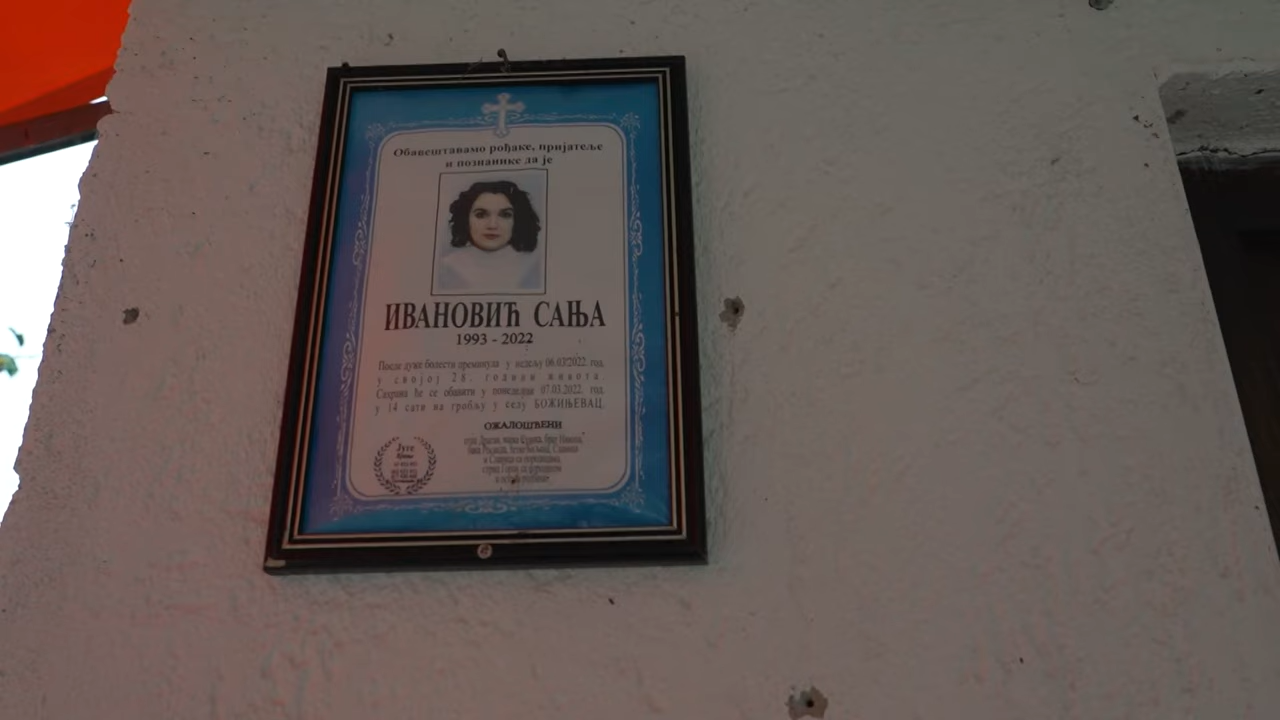 Обавештавамо рођаке, пријатеље
и познанике да је
ИВАНОВИЋ САЊА
1993 - 2022
После дуже болести преминула у недељу 06.03.2022. год.
у својој 28. години живота.
Сахрана ће се обавити у понедељак 07.03.2022. год.
у 14 сати на гробљу у селу БОЖИЊЕВАЦ.
ОЖАЛОШЋЕНИ